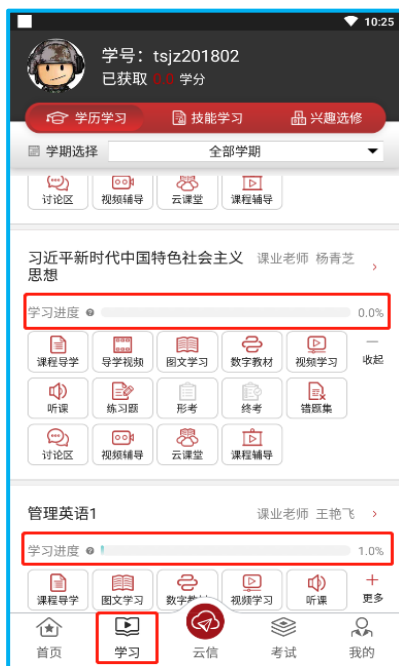 10:25
学号：tsjz201802
已获取 0.0 学分
学历学习 技能学习 兴趣选修
学期选择 全部学期
讨论区 视频辅导 云课堂 课程辅导
习近平新时代中国特色社会主义 课业老师 杨青芝
思想
学习进度 0.0%
课程导学 导学视频 图文学习 数字教材 视频学习 收起
听课 练习题 形考 终考 错题集
讨论区 视频辅导 云课堂 课程辅导
管理英语1 课业老师 王艳飞
学习进度 1.0%
课程导学 图文学习 数字教材 视频学习 听课 更多
首页 学习 云信 考试 我的